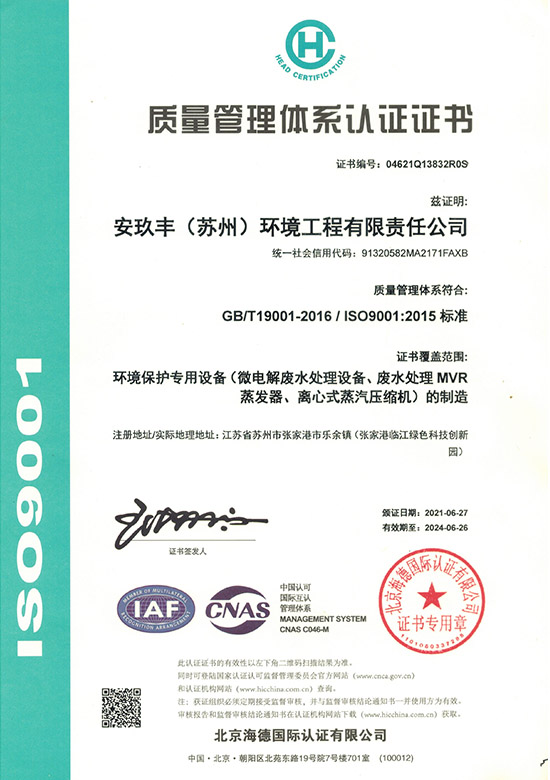 HEAD CERTIFICATION
质量管理体系认证证书
证书编号：04621Q13832R0S
兹证明:
安玖丰（苏州）环境工程有限责任公司
统一社会信用代码：91320582MA2171FAXB
质量管理体系符合:
GB/T19001-2016 / ISO9001:2015 标准
证书覆盖范围:
环境保护专用设备（微电解废水处理设备、废水处理 MVR
蒸发器、离心式蒸汽压缩机）的制造
注册地址/实际地理地址：江苏省苏州市张家港市乐余镇（张家港临江绿色科技创新
园）
ISO9001
颁证日期：2021-06-27
有效期至：2024-06-26
证书签发人
MEMBER OF MULTILATERAL
IAF
RECOGNITION ARRANGEMENT
CNAS
中国认可
国际互认
管理体系
MANAGEMENT SYSTEM
CNAS C046-M
北京海德国际认证有限公司
证书专用章
此认证证书的有效性以左下角二维码扫描结果为准。
同时可登陆国家认证认可监督管理委员会官方网站（www.cnca.gov.cn）
和认证机构网站（www.hicchina.com.cn）查询。
注：获证组织必须定期接受监督审核，并与监督审核结论通知书一并使用方为有效。
审核报告和监督审核结论通知书在认证机构网站下载（www.hicchina.com.cn）获取。
北京海德国际认证有限公司
中国·北京·朝阳区北苑东路19号院7号楼701室 (100012)